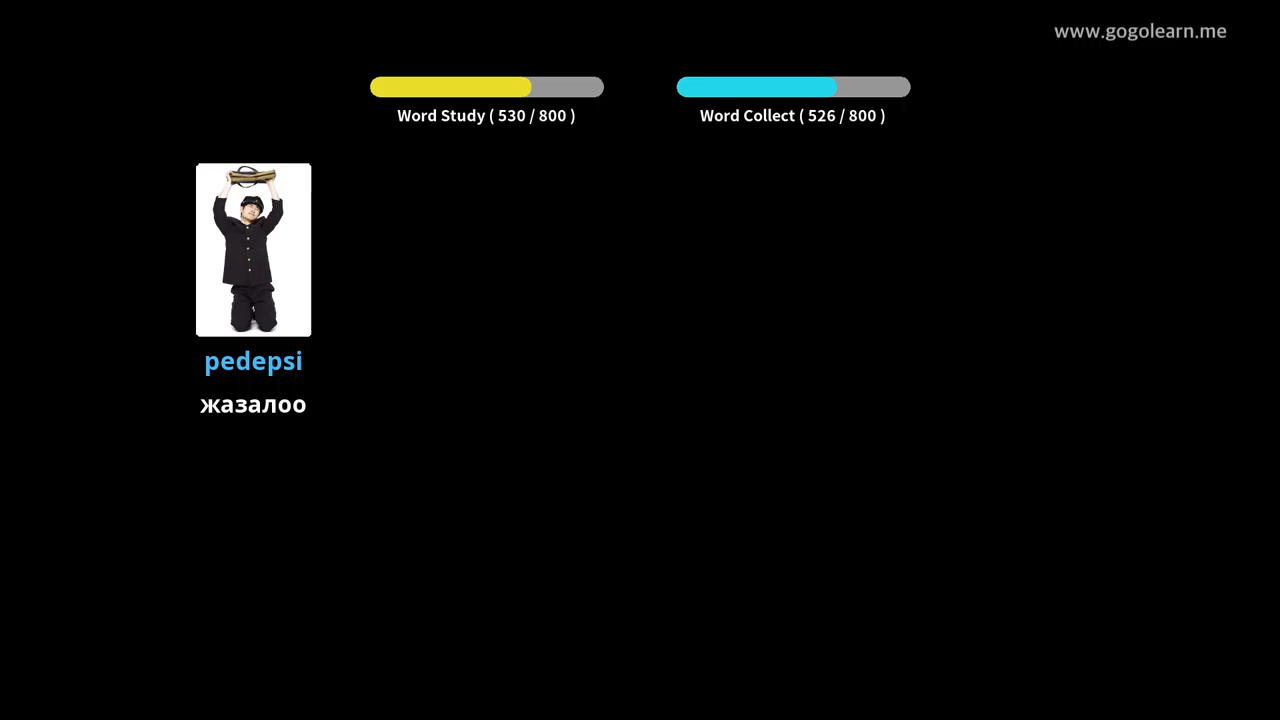 www.gogolearn.me
Word Study ( 530 / 800 )
Word Collect ( 526 / 800 )
pedepsi
жазалоо